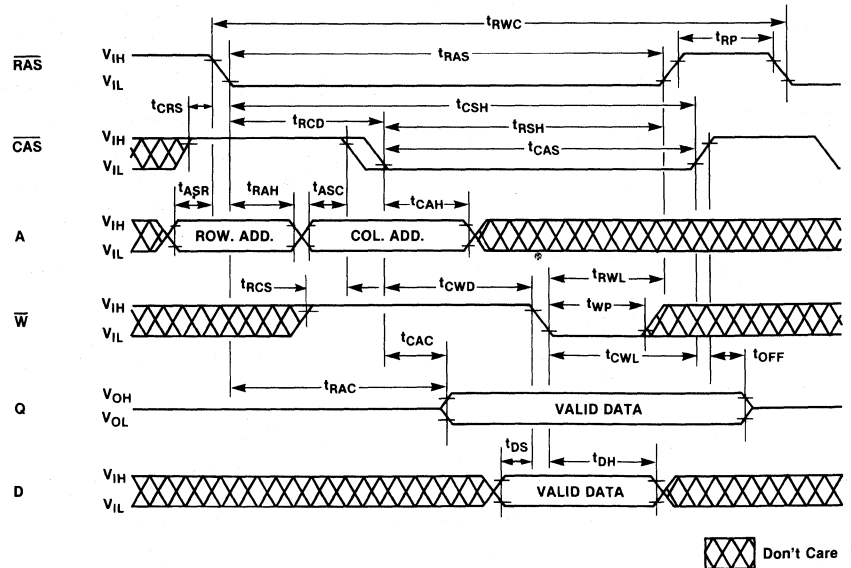 tRWC
tRAS
tRP
RAS
VIH
VIL
tCRS
tCSH
tRCD
tRSH
tCAS
CAS
VIH
VIL
tASR
tRAH
tASC
tCAH
A
VIH
VIL
ROW. ADD.
COL. ADD.
tRCS
tCWD
tRWL
tWP
W
VIH
VIL
tCAC
tCWL
tOFF
tRAC
Q
VOH
VOL
VALID DATA
tDS
tDH
D
VIH
VIL
VALID DATA
Don't Care